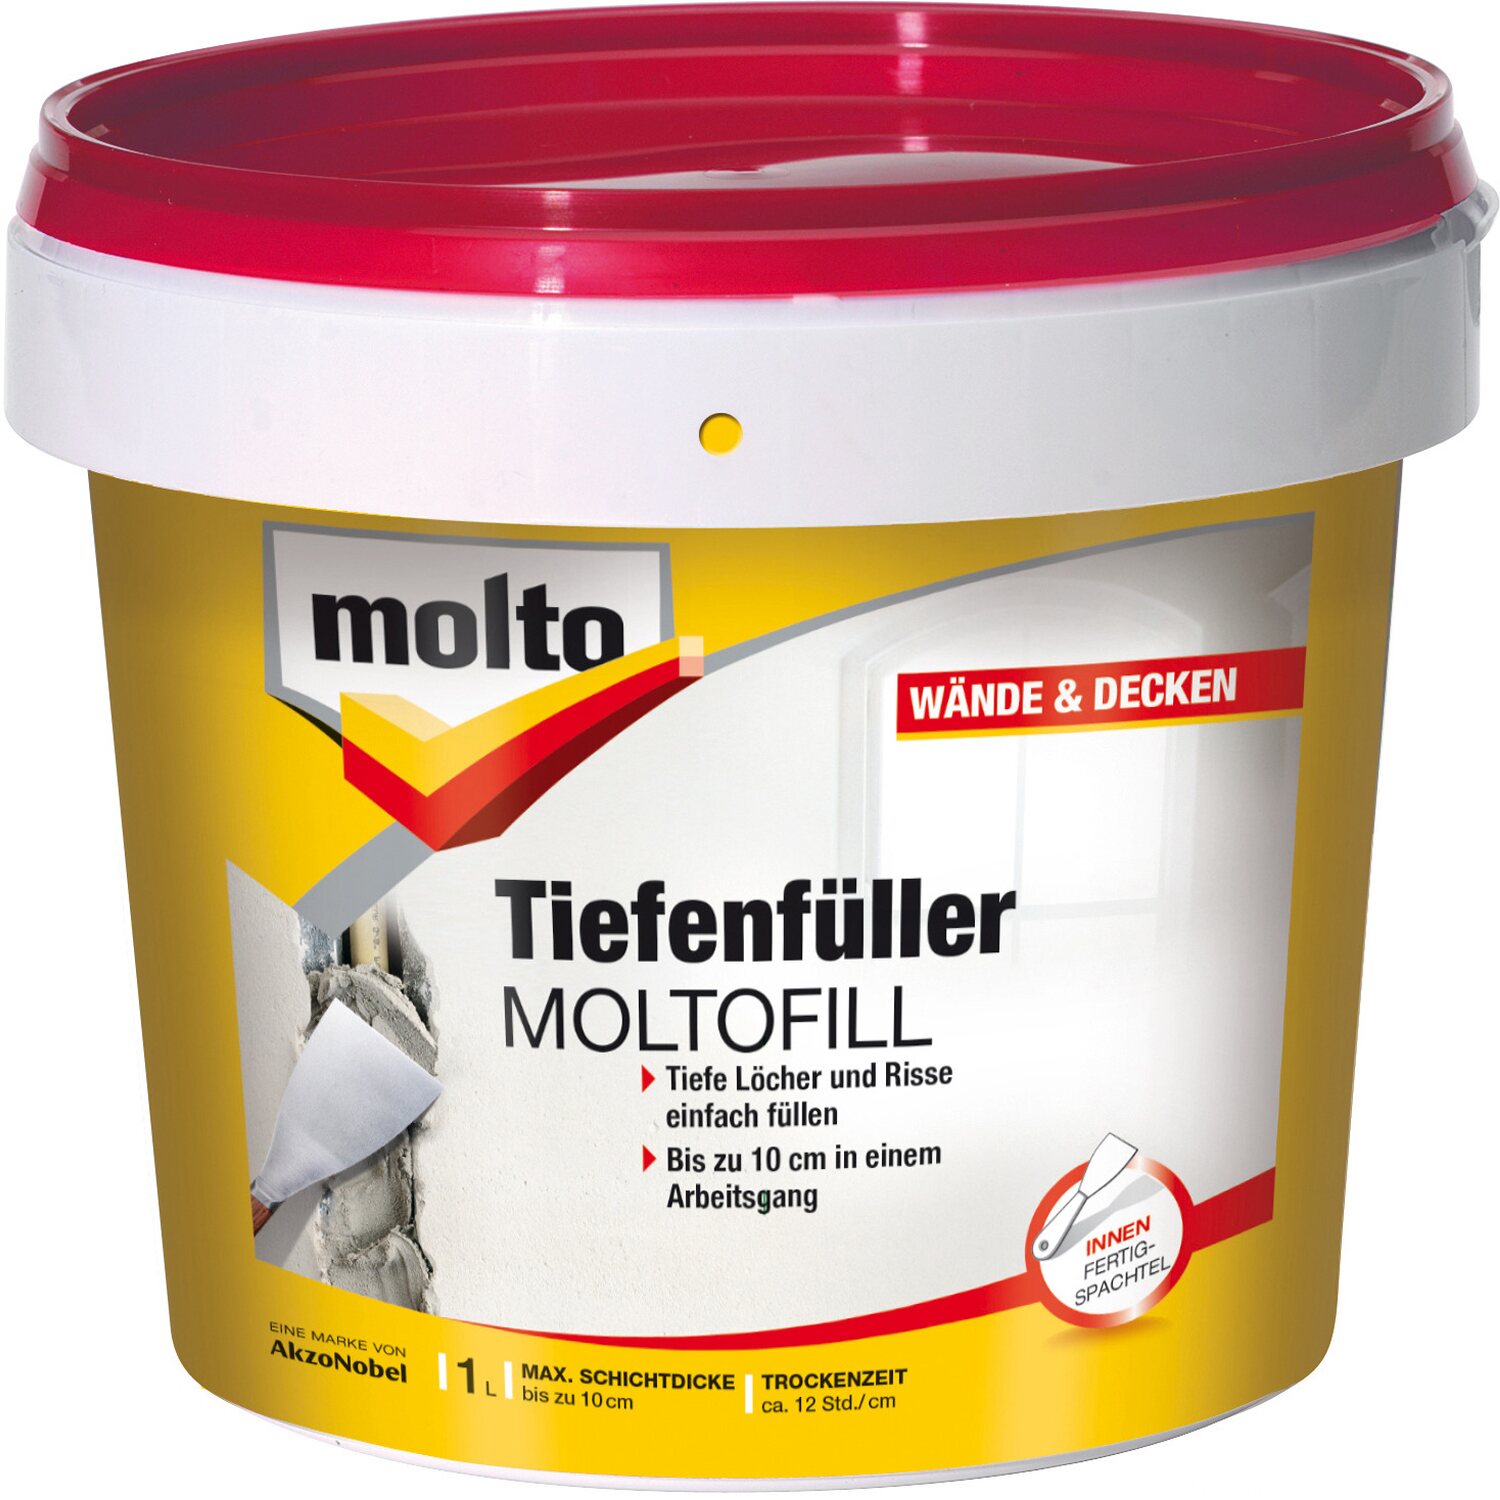 molto
WÄNDE & DECKEN
Tiefenfüller
MOLTOFILL
Tiefe Löcher und Risse
einfach füllen
Bis zu 10 cm in einem
Arbeitsgang
INNEN
FERTIG-
SPACHTEL
EINE MARKE VON
AkzoNobel
1 L
MAX. SCHICHTDICKE
bis zu 10 cm
TROCKENZEIT
ca. 12 Std./cm